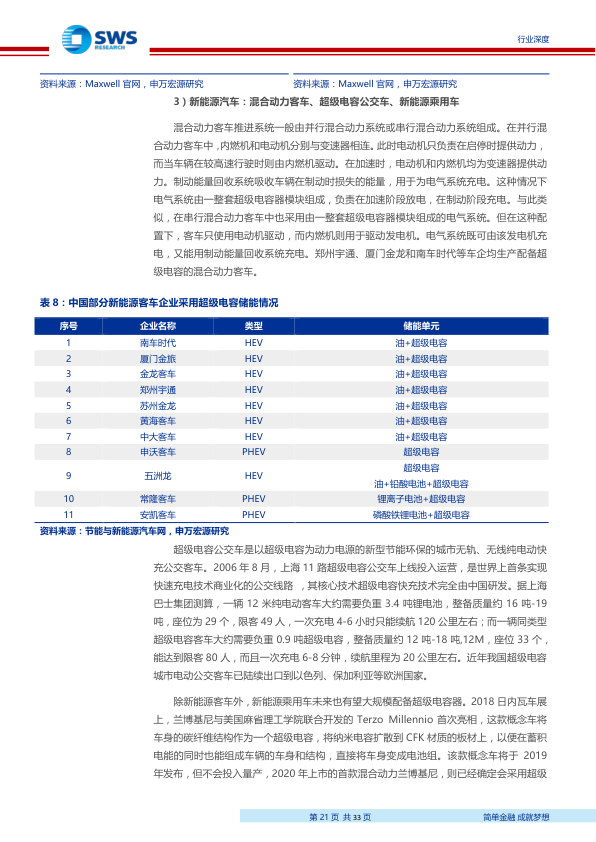 SWS
RESEARCH
行业深度
资料来源：Maxwell 官网，申万宏源研究
资料来源：Maxwell 官网，申万宏源研究
3）新能源汽车：混合动力客车、超级电容公交车、新能源乘用车
混合动力客车推进系统一般由并行混合动力系统或串行混合动力系统组成。在并行混
合动力客车中，内燃机和电动机分别与变速器相连。此时电动机只负责在启停时提供动力，
而当车辆在较高速行驶时则由内燃机驱动。在加速时，电动机和内燃机均为变速器提供动
力。制动能量回收系统吸收车辆在制动时损失的能量，用于为电气系统充电。这种情况下
电气系统由一整套超级电容器模块组成，负责在加速阶段放电，在制动阶段充电。与此类
似，在串行混合动力客车中也采用由一整套超级电容器模块组成的电气系统。但在这种配
置下，客车只使用电动机驱动，而内燃机则用于驱动发电机。电气系统既可由该发电机充
电，又能用制动能量回收系统充电。郑州宇通、厦门金龙和南车时代等车企均生产配备超
级电容的混合动力客车。
表 8：中国部分新能源客车企业采用超级电容储能情况
序号 企业名称 类型 储能单元
1 南车时代 HEV 油+超级电容
2 厦门金旅 HEV 油+超级电容
3 金龙客车 HEV 油+超级电容
4 郑州宇通 HEV 油+超级电容
5 苏州金龙 HEV 油+超级电容
6 黄海客车 HEV 油+超级电容
7 中大客车 HEV 油+超级电容
8 申沃客车 PHEV 超级电容
9 五洲龙 HEV 超级电容
油+铅酸电池+超级电容
10 常隆客车 PHEV 锂离子电池+超级电容
11 安凯客车 PHEV 磷酸铁锂电池+超级电容
资料来源：节能与新能源汽车网，申万宏源研究
超级电容公交车是以超级电容为动力电源的新型节能环保的城市无轨、无线纯电动快
充公交客车。2006 年 8 月，上海 11 路超级电容公交车上线投入运营，是世界上首条实现
快速充电技术商业化的公交线路 ，其核心技术超级电容快充技术完全由中国研发。据上海
巴士集团测算，一辆 12 米纯电动客车大约需要负重 3.4 吨锂电池，整备质量约 16 吨-19
吨，座位为 29 个，限客 49 人，一次充电 4-6 小时只能续航 120 公里左右；而一辆同类型
超级电容客车大约需要负重 0.9 吨超级电容，整备质量约 12 吨-18 吨,12M，座位 33 个，
能达到限客 80 人，而且一次充电 6-8 分钟，续航里程为 20 公里左右。近年我国超级电容
城市电动公交客车已陆续出口到以色列、保加利亚等欧洲国家。
除新能源客车外，新能源乘用车未来也有望大规模配备超级电容器。2018 日内瓦车展
上，兰博基尼与美国麻省理工学院联合开发的 Terzo Millennio 首次亮相，这款概念车将
车身的碳纤维结构作为一个超级电容，将纳米电容扩散到 CFK 材质的板材上，以便在蓄积
电能的同时也能组成车辆的车身和结构，直接将车身变成电池组。该款概念车将于 2019
年发布，但不会投入量产，2020 年上市的首款混合动力兰博基尼，则已经确定会采用超级
第 21 页 共 33 页
简单金融 成就梦想